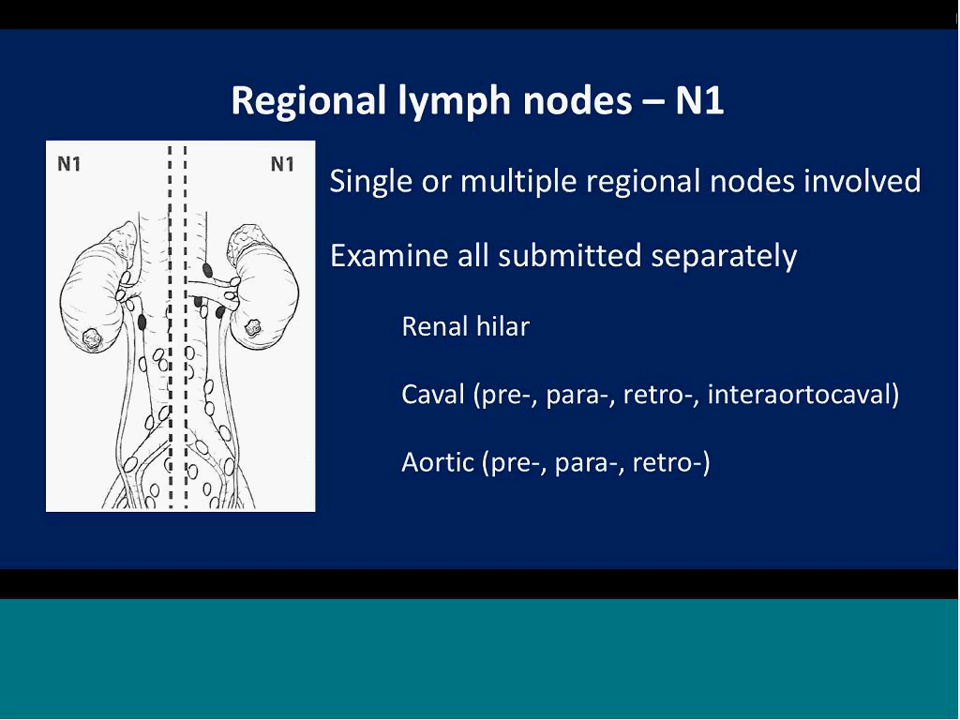 Regional lymph nodes – N1
N1 N1
Single or multiple regional nodes involved
Examine all submitted separately
Renal hilar
Caval (pre-, para-, retro-, interaortocaval)
Aortic (pre-, para-, retro-)